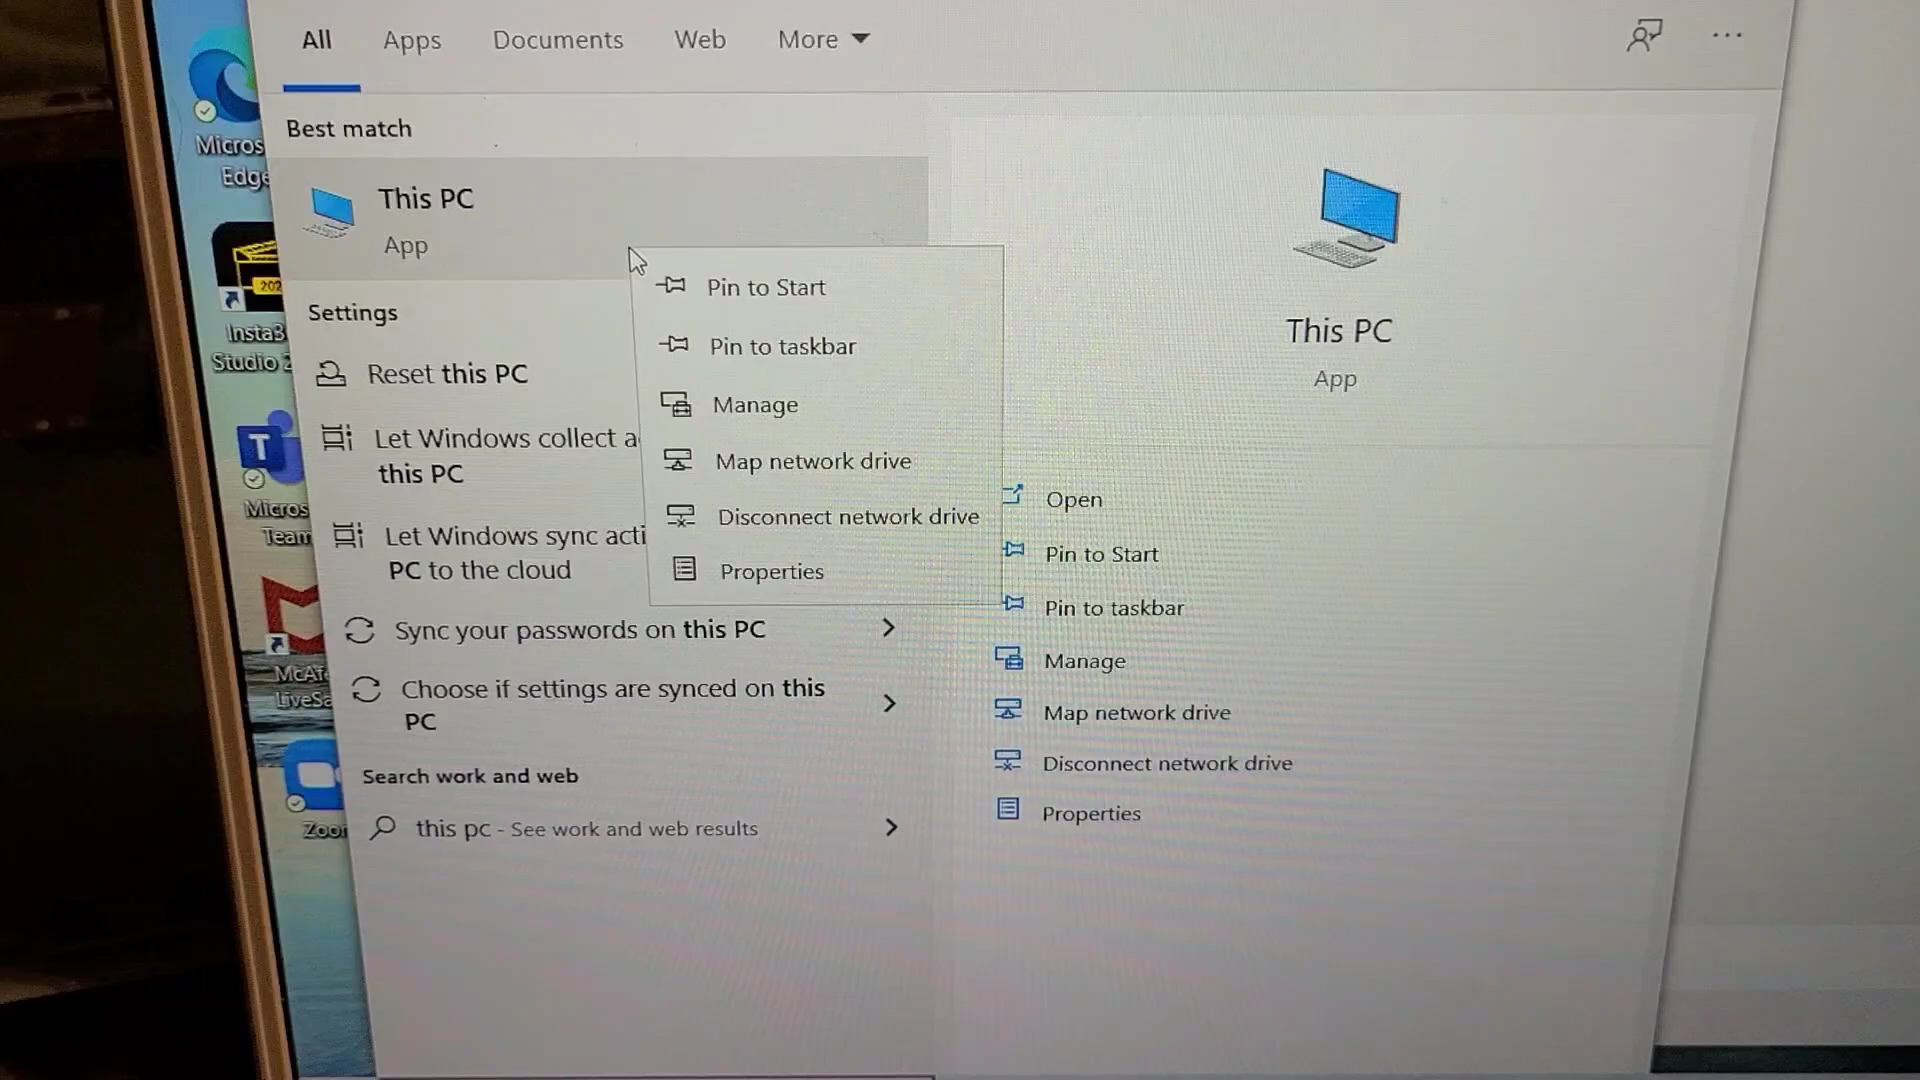 All
Apps
Documents
Web
More
Best match
This PC
App
Settings
Reset this PC
Let Windows collect a
this PC
Let Windows sync acti
PC to the cloud
Sync your passwords on this PC
Choose if settings are synced on this
PC
Search work and web
this pc - See work and web results
Pin to Start
Pin to taskbar
Manage
Map network drive
Disconnect network drive
Properties
This PC
App
Open
Pin to Start
Pin to taskbar
Manage
Map network drive
Disconnect network drive
Properties
Micros
Edge
202
Insta3
Studio 2
T
Micros
Team
McAf
LiveSa
Zoo